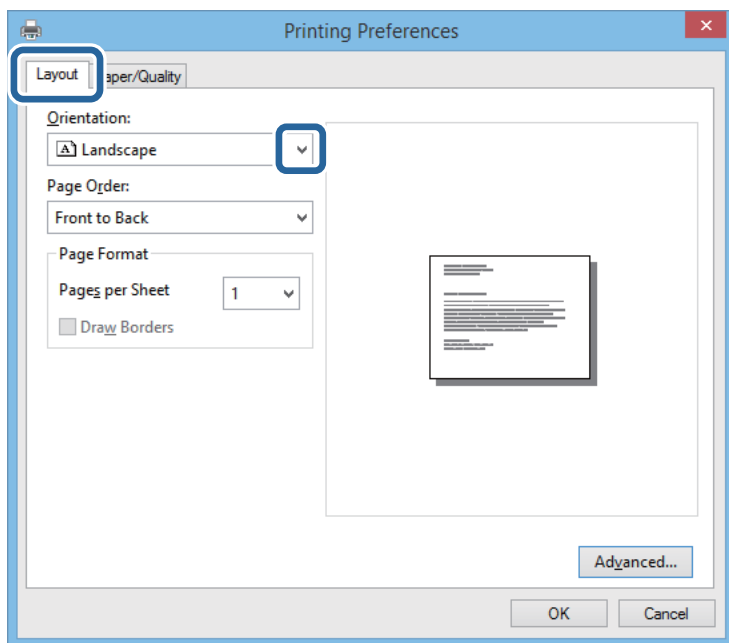 Printing Preferences
Layout
aper/Quality
Orientation:
Landscape
Page Order:
Front to Back
Page Format
Pages per Sheet
1
Draw Borders
Advanced...
OK
Cancel